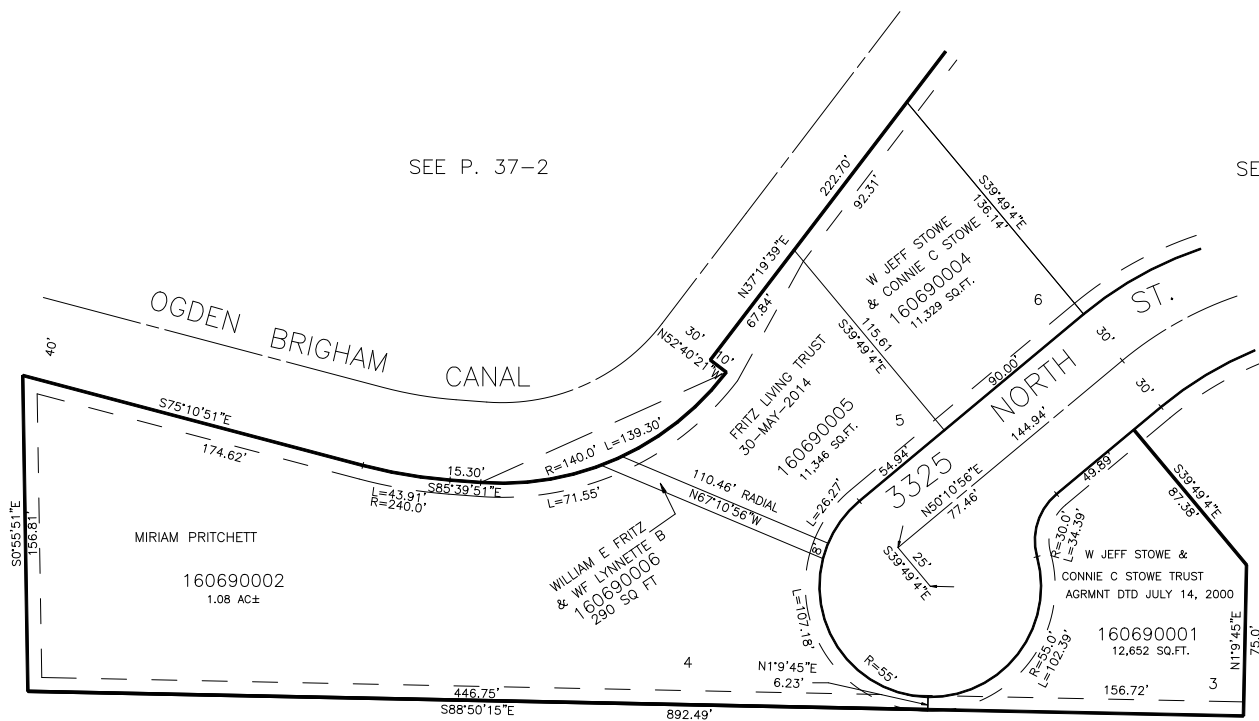 SEE P. 37-2
SE
OGDEN BRIGHAM CANAL
40'
222.70'
92.31'
N37°19'39"E
67.84'
30'
10'
N52°40'21"W
S39°49'4"E
136.14'
W JEFF STOWE
& CONNIE C STOWE
160690004
11,329 SQ.FT.
6
115.61
S39°49'4"E
FRITZ LIVING TRUST
30-MAY-2014
160690005
11,346 SQ.FT.
5
90.00'
54.94'
3325 NORTH ST.
30'
30'
144.94'
N50°10'56"E
77.46'
25'
S39°49'4"E
S75°10'51"E
174.62'
15.30'
S85°39'51"E
L=43.91'
R=240.0'
R=140.0'
L=139.30'
L=71.55'
110.46' RADIAL
N67°10'56"W
L=26.27'
8'
WILLIAM E FRITZ
& WF LYNNETTE B
160690006
290 SQ FT
S0°55'51"E
156.81'
MIRIAM PRITCHETT
160690002
1.08 AC±
4
L=107.18'
R=55'
N1°9'45"E
6.23'
49.89'
R=30.0'
L=34.39'
S39°49'4"E
87.38'
W JEFF STOWE &
CONNIE C STOWE TRUST
AGRMNT DTD JULY 14, 2000
160690001
12,652 SQ.FT.
R=55.0'
L=102.39'
N1°9'45"E
75.0'
156.72'
3
446.75'
S88°50'15"E
892.49'